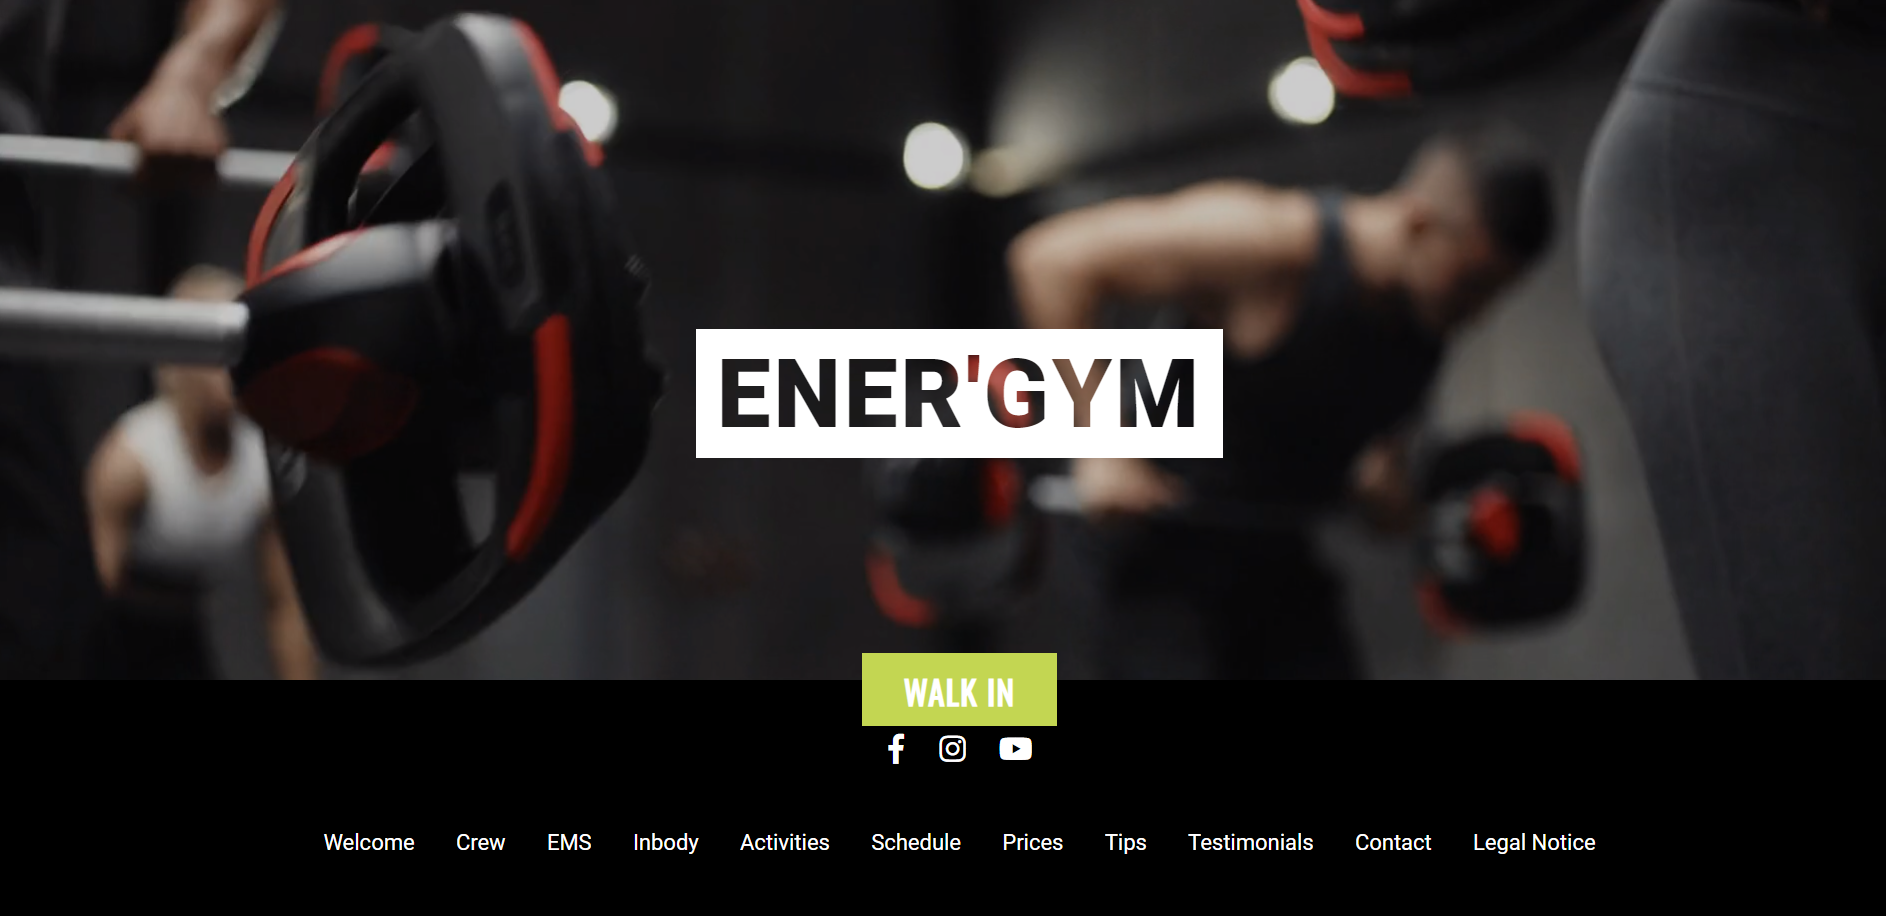 ENER'GYM
WALK IN
Welcome Crew EMS Inbody Activities Schedule Prices Tips Testimonials Contact Legal Notice